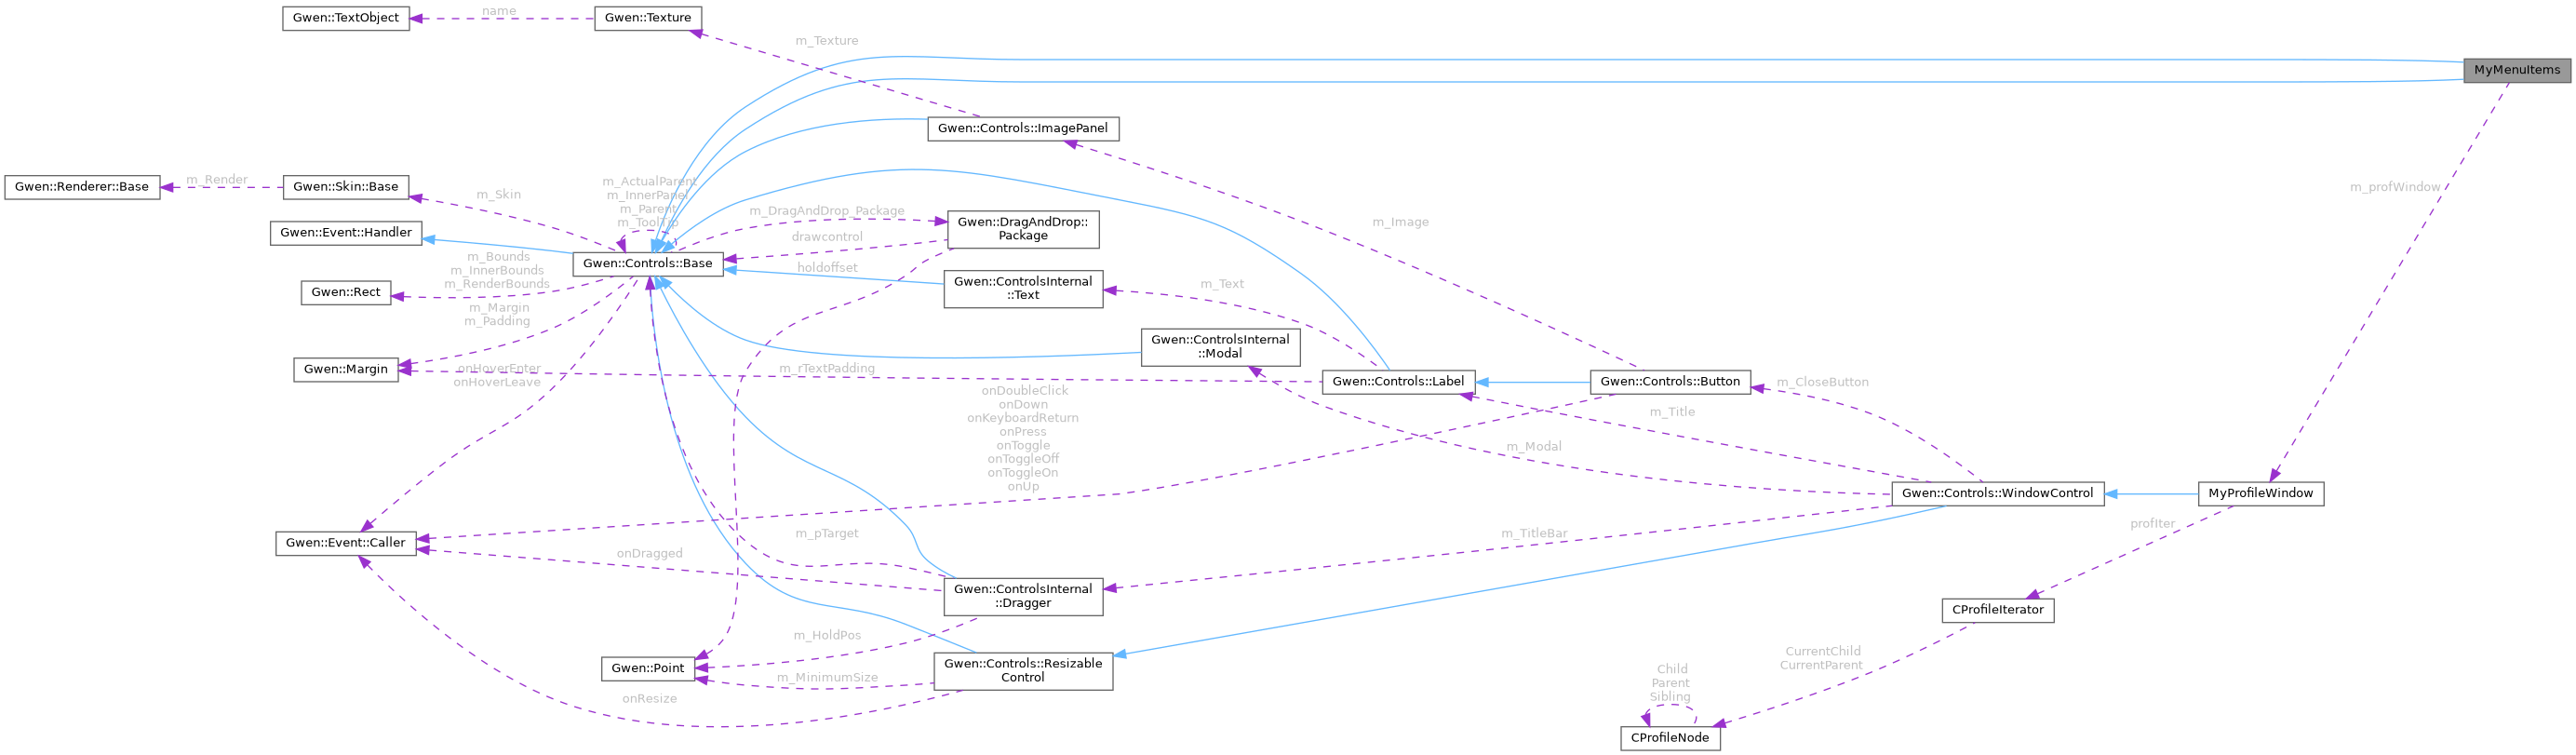 Gwen::TextObject
name
Gwen::Texture
m_Texture
MyMenuItems
Gwen::Controls::ImagePanel
Gwen::Renderer::Base
m_Render
Gwen::Skin::Base
m_Skin
m_ActualParent
m_InnerPanel
m_Parent
m_ToolTip
m_DragAndDrop_Package
Gwen::DragAndDrop::
Package
m_Image
m_profWindow
Gwen::Event::Handler
drawcontrol
Gwen::Controls::Base
m_Bounds
m_InnerBounds
m_RenderBounds
holdoffset
Gwen::ControlsInternal
::Text
m_Text
Gwen::Rect
m_Margin
m_Padding
Gwen::ControlsInternal
::Modal
Gwen::Margin
onHoverEnter
onHoverLeave
m_rTextPadding
Gwen::Controls::Label
Gwen::Controls::Button
m_CloseButton
onDoubleClick
onDown
onKeyboardReturn
onPress
onToggle
onToggleOff
onToggleOn
onUp
m_Title
m_Modal
Gwen::Controls::WindowControl
MyProfileWindow
Gwen::Event::Caller
onDragged
m_pTarget
m_TitleBar
profIter
Gwen::ControlsInternal
::Dragger
CProfileIterator
m_HoldPos
Gwen::Point
m_MinimumSize
Gwen::Controls::Resizable
Control
onResize
CurrentChild
CurrentParent
Child
Parent
Sibling
CProfileNode